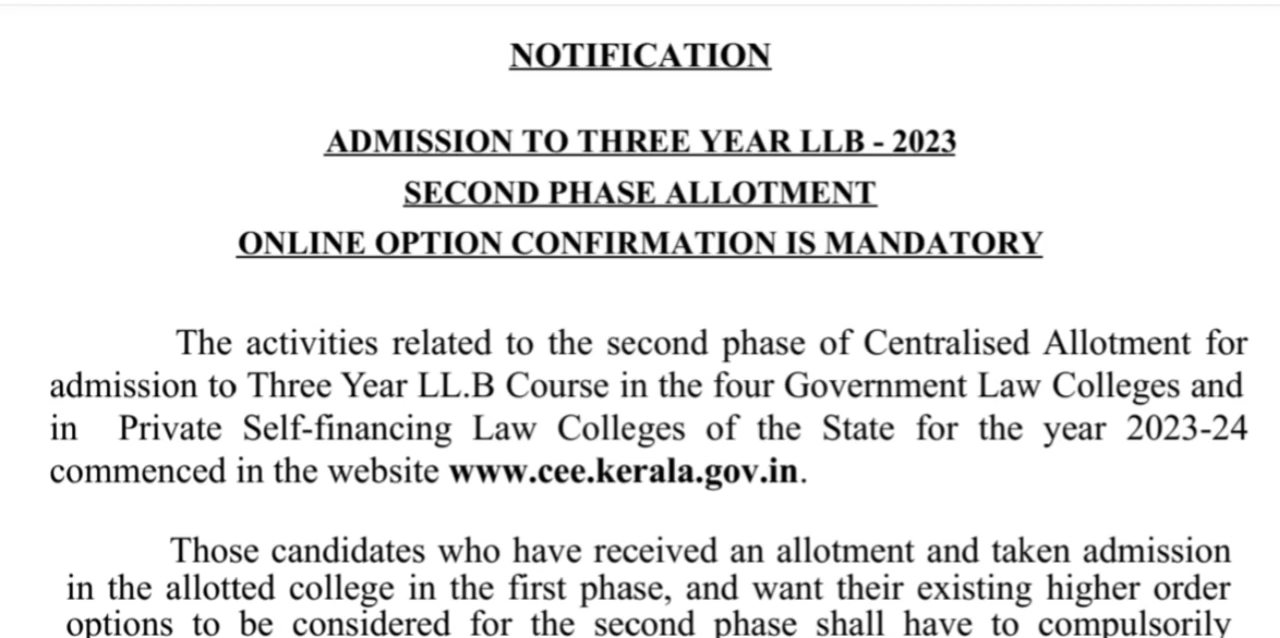 NOTIFICATION
ADMISSION TO THREE YEAR LLB - 2023
SECOND PHASE ALLOTMENT
ONLINE OPTION CONFIRMATION IS MANDATORY
The activities related to the second phase of Centralised Allotment for
admission to Three Year LL.B Course in the four Government Law Colleges and
in Private Self-financing Law Colleges of the State for the year 2023-24
commenced in the website www.cee.kerala.gov.in.
Those candidates who have received an allotment and taken admission
in the allotted college in the first phase, and want their existing higher order
options to be considered for the second phase shall have to compulsorily